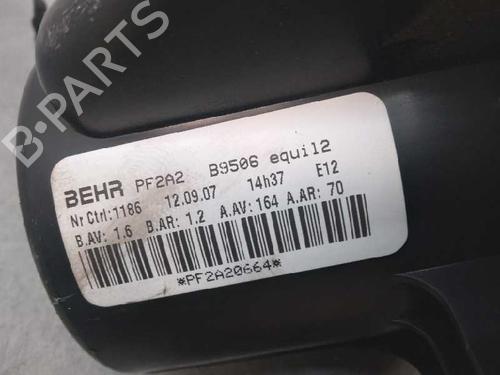 BEHR PF2A2 B9506 equil2
Nr Ctrl:1186 12.09.07 14h37 E12
B.AV: 1.6 B.AR: 1.2 A.AV: 164 A.AR: 70
*PF2A20664*
B-PARTS